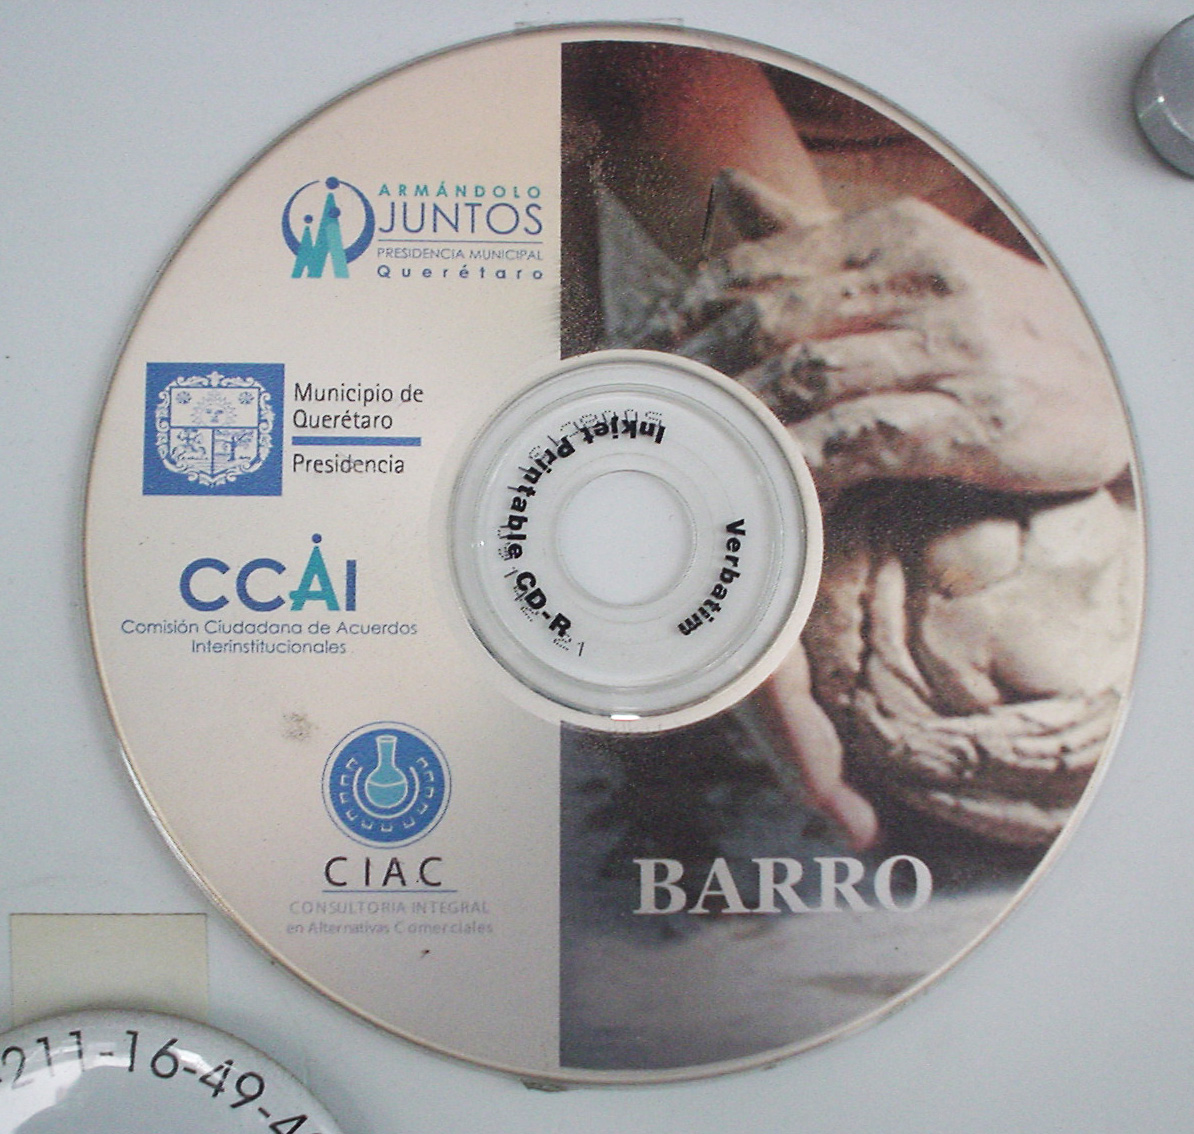 ARMÁNDOLO
JUNTOS
PRESIDENCIA MUNICIPAL
Querétaro
Municipio de
Querétaro
Presidencia
CCAI
Comisión Ciudadana de Acuerdos
Interinstitucionales
CIAC
CONSULTORIA INTEGRAL
en Alternativas Comerciales
Inkjet Printable CD-R
Verbatim
BARRO
211-16-49-4